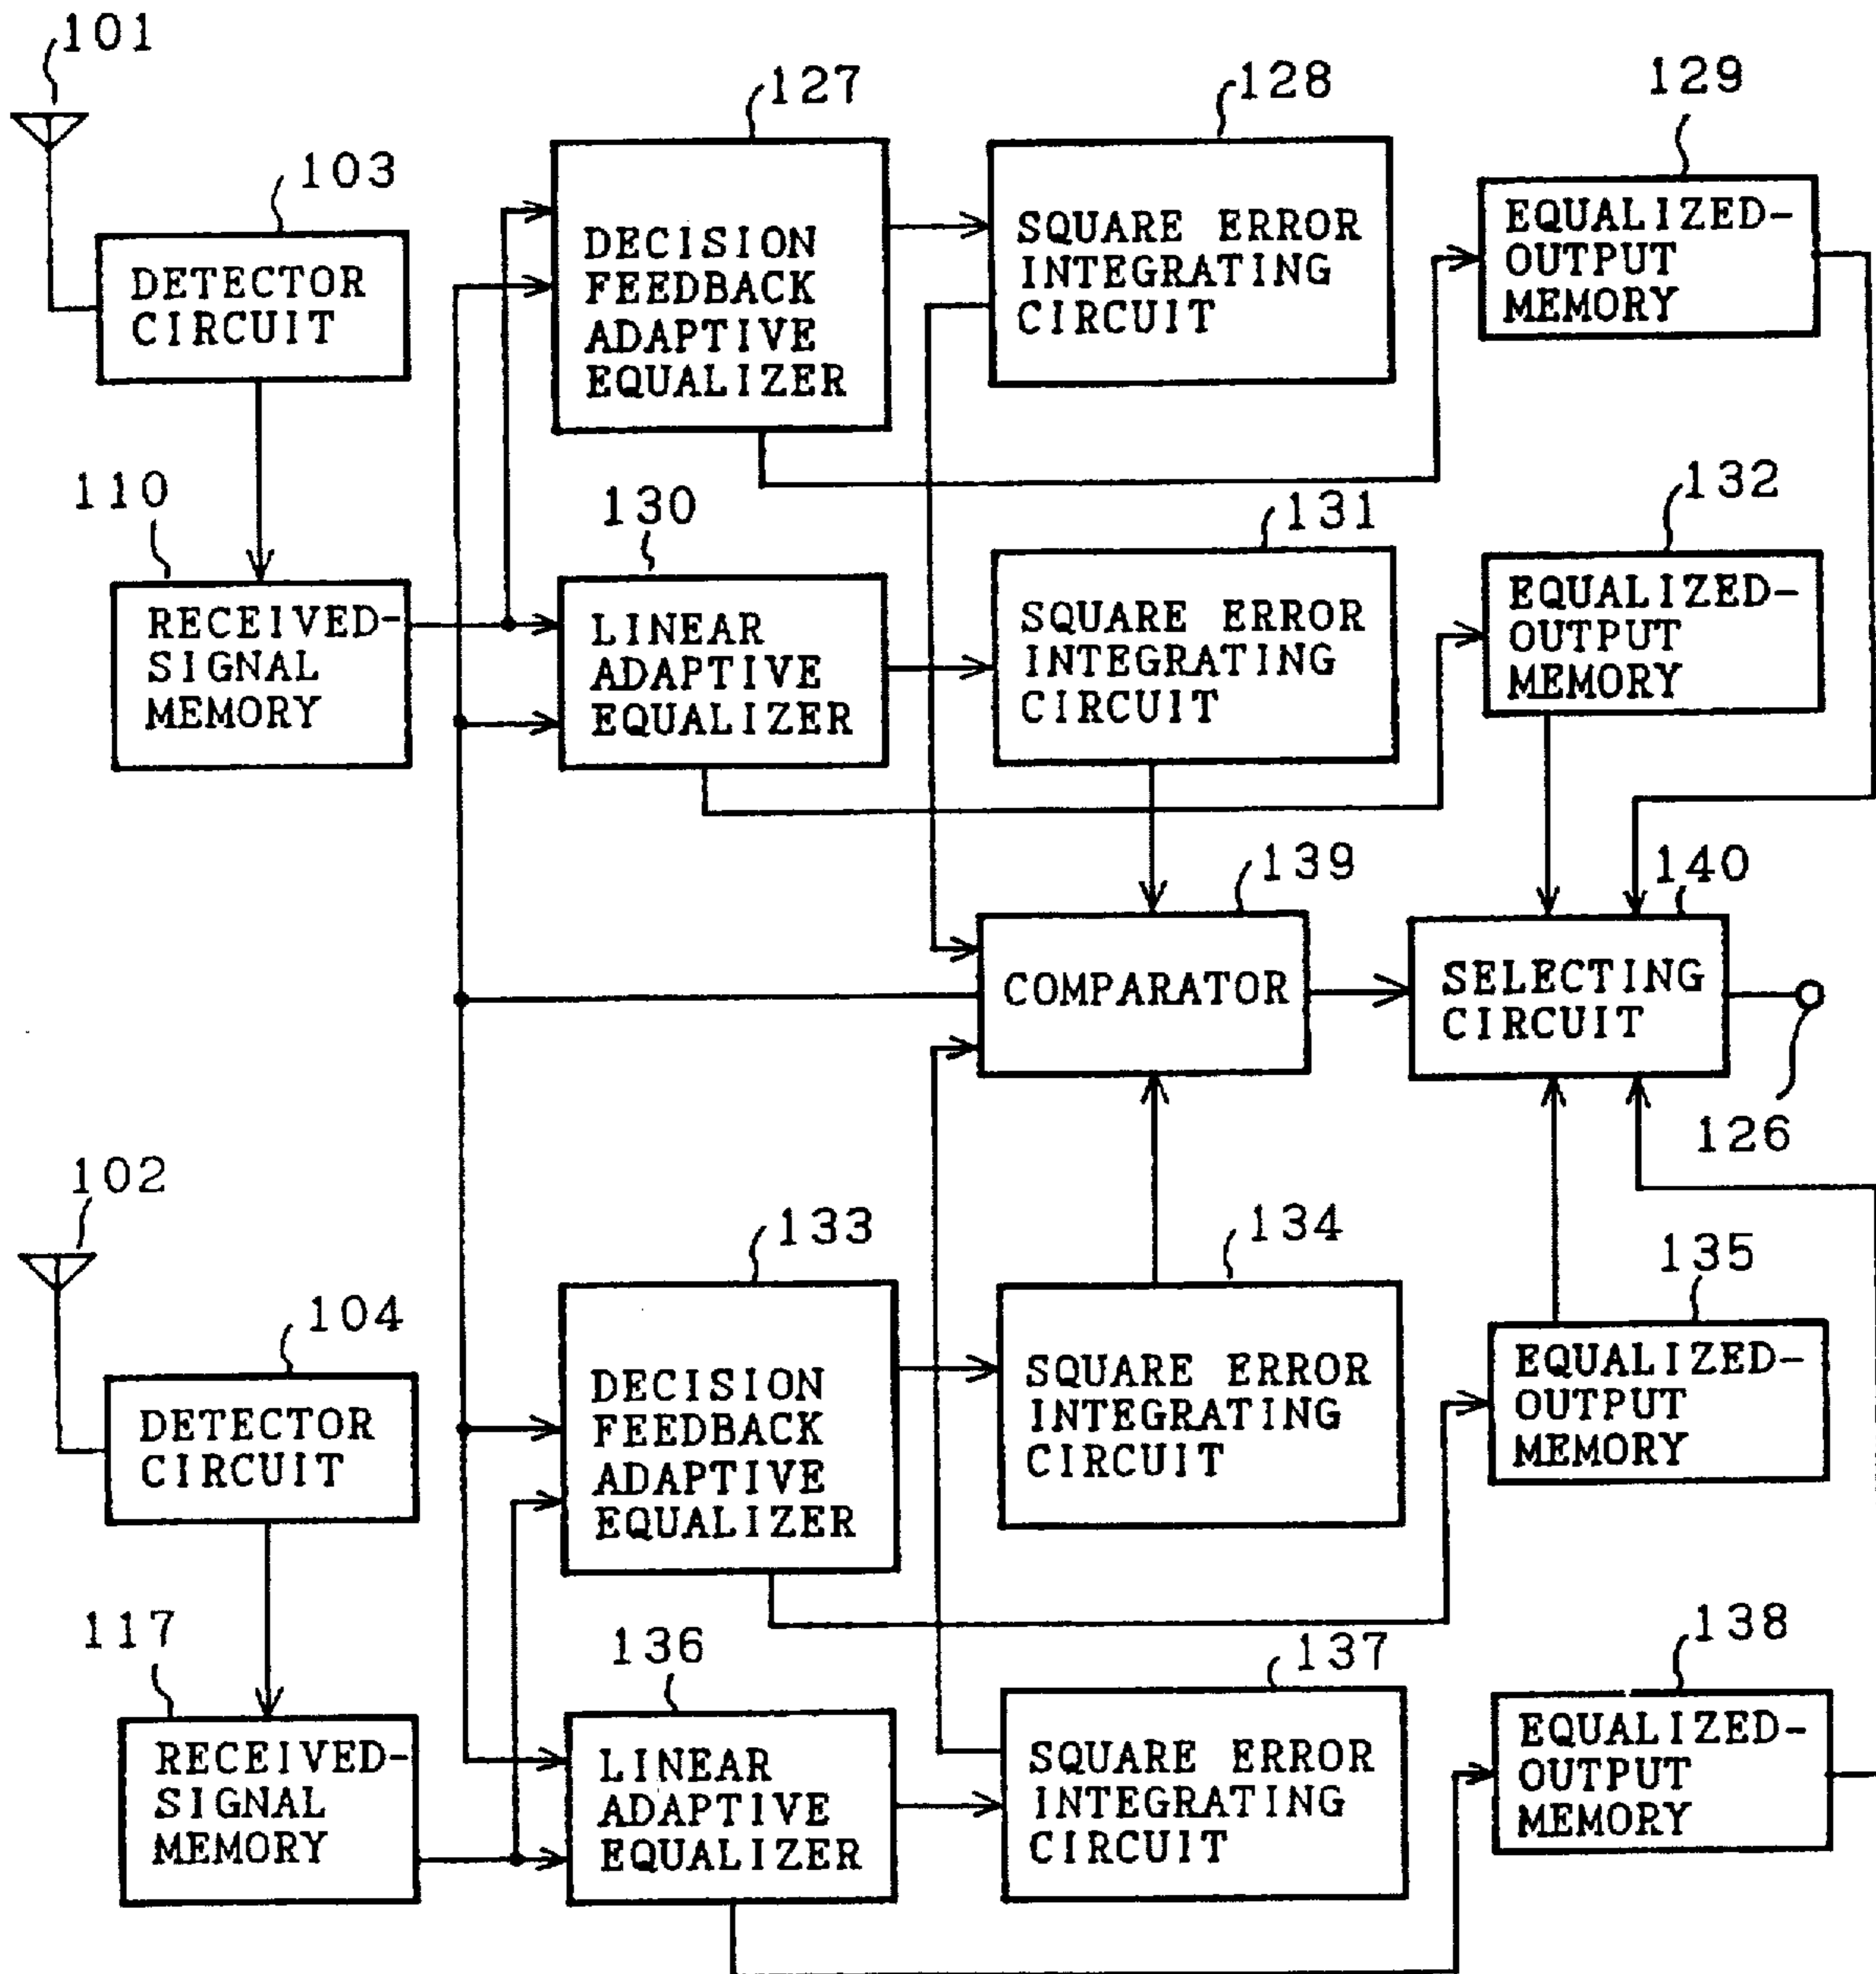 101
127
128
129
103
DETECTOR
CIRCUIT
DECISION
FEEDBACK
ADAPTIVE
EQUALIZER
SQUARE ERROR
INTEGRATING
CIRCUIT
EQUALIZED-
OUTPUT
MEMORY
110
130
131
132
RECEIVED-
SIGNAL
MEMORY
LINEAR
ADAPTIVE
EQUALIZER
SQUARE ERROR
INTEGRATING
CIRCUIT
EQUALIZED-
OUTPUT
MEMORY
139
140
COMPARATOR
SELECTING
CIRCUIT
126
102
133
134
135
104
DETECTOR
CIRCUIT
DECISION
FEEDBACK
ADAPTIVE
EQUALIZER
SQUARE ERROR
INTEGRATING
CIRCUIT
EQUALIZED-
OUTPUT
MEMORY
117
136
137
138
RECEIVED-
SIGNAL
MEMORY
LINEAR
ADAPTIVE
EQUALIZER
SQUARE ERROR
INTEGRATING
CIRCUIT
EQUALIZED-
OUTPUT
MEMORY